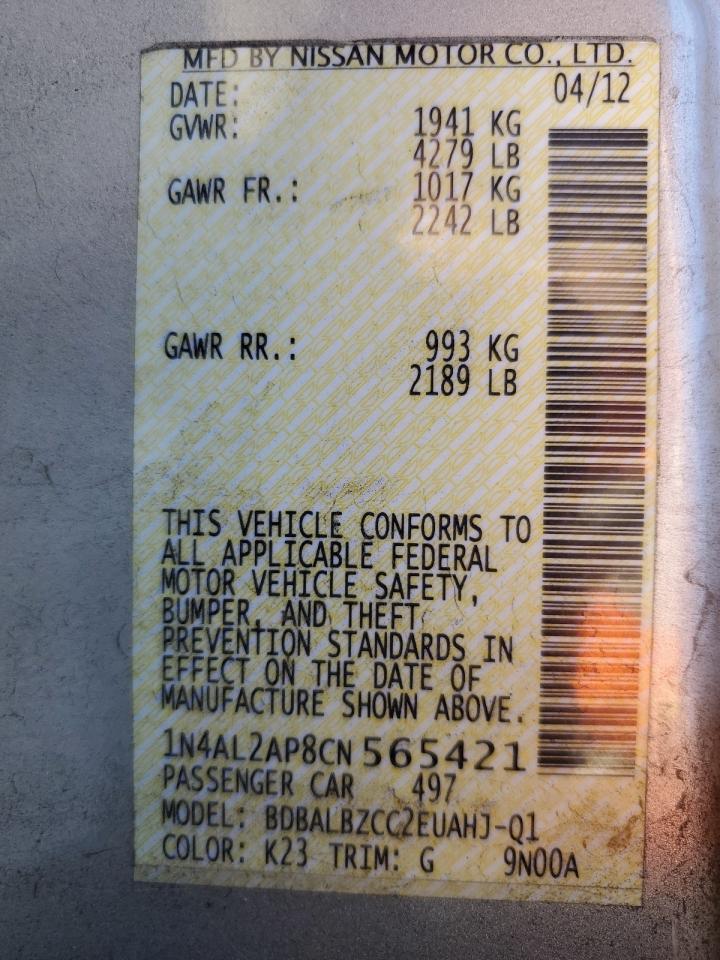 MFD BY NISSAN MOTOR CO., LTD.
DATE: 04/12
GVWR: 1941 KG
4279 LB
GAWR FR.: 1017 KG
2242 LB
GAWR RR.: 993 KG
2189 LB
THIS VEHICLE CONFORMS TO
ALL APPLICABLE FEDERAL
MOTOR VEHICLE SAFETY,
BUMPER, AND THEFT
PREVENTION STANDARDS IN
EFFECT ON THE DATE OF
MANUFACTURE SHOWN ABOVE.
1N4AL2AP8CN565421
PASSENGER CAR 497
MODEL: BDBALBZCC2EUAHJ-Q1
COLOR: K23 TRIM: G 9N00A